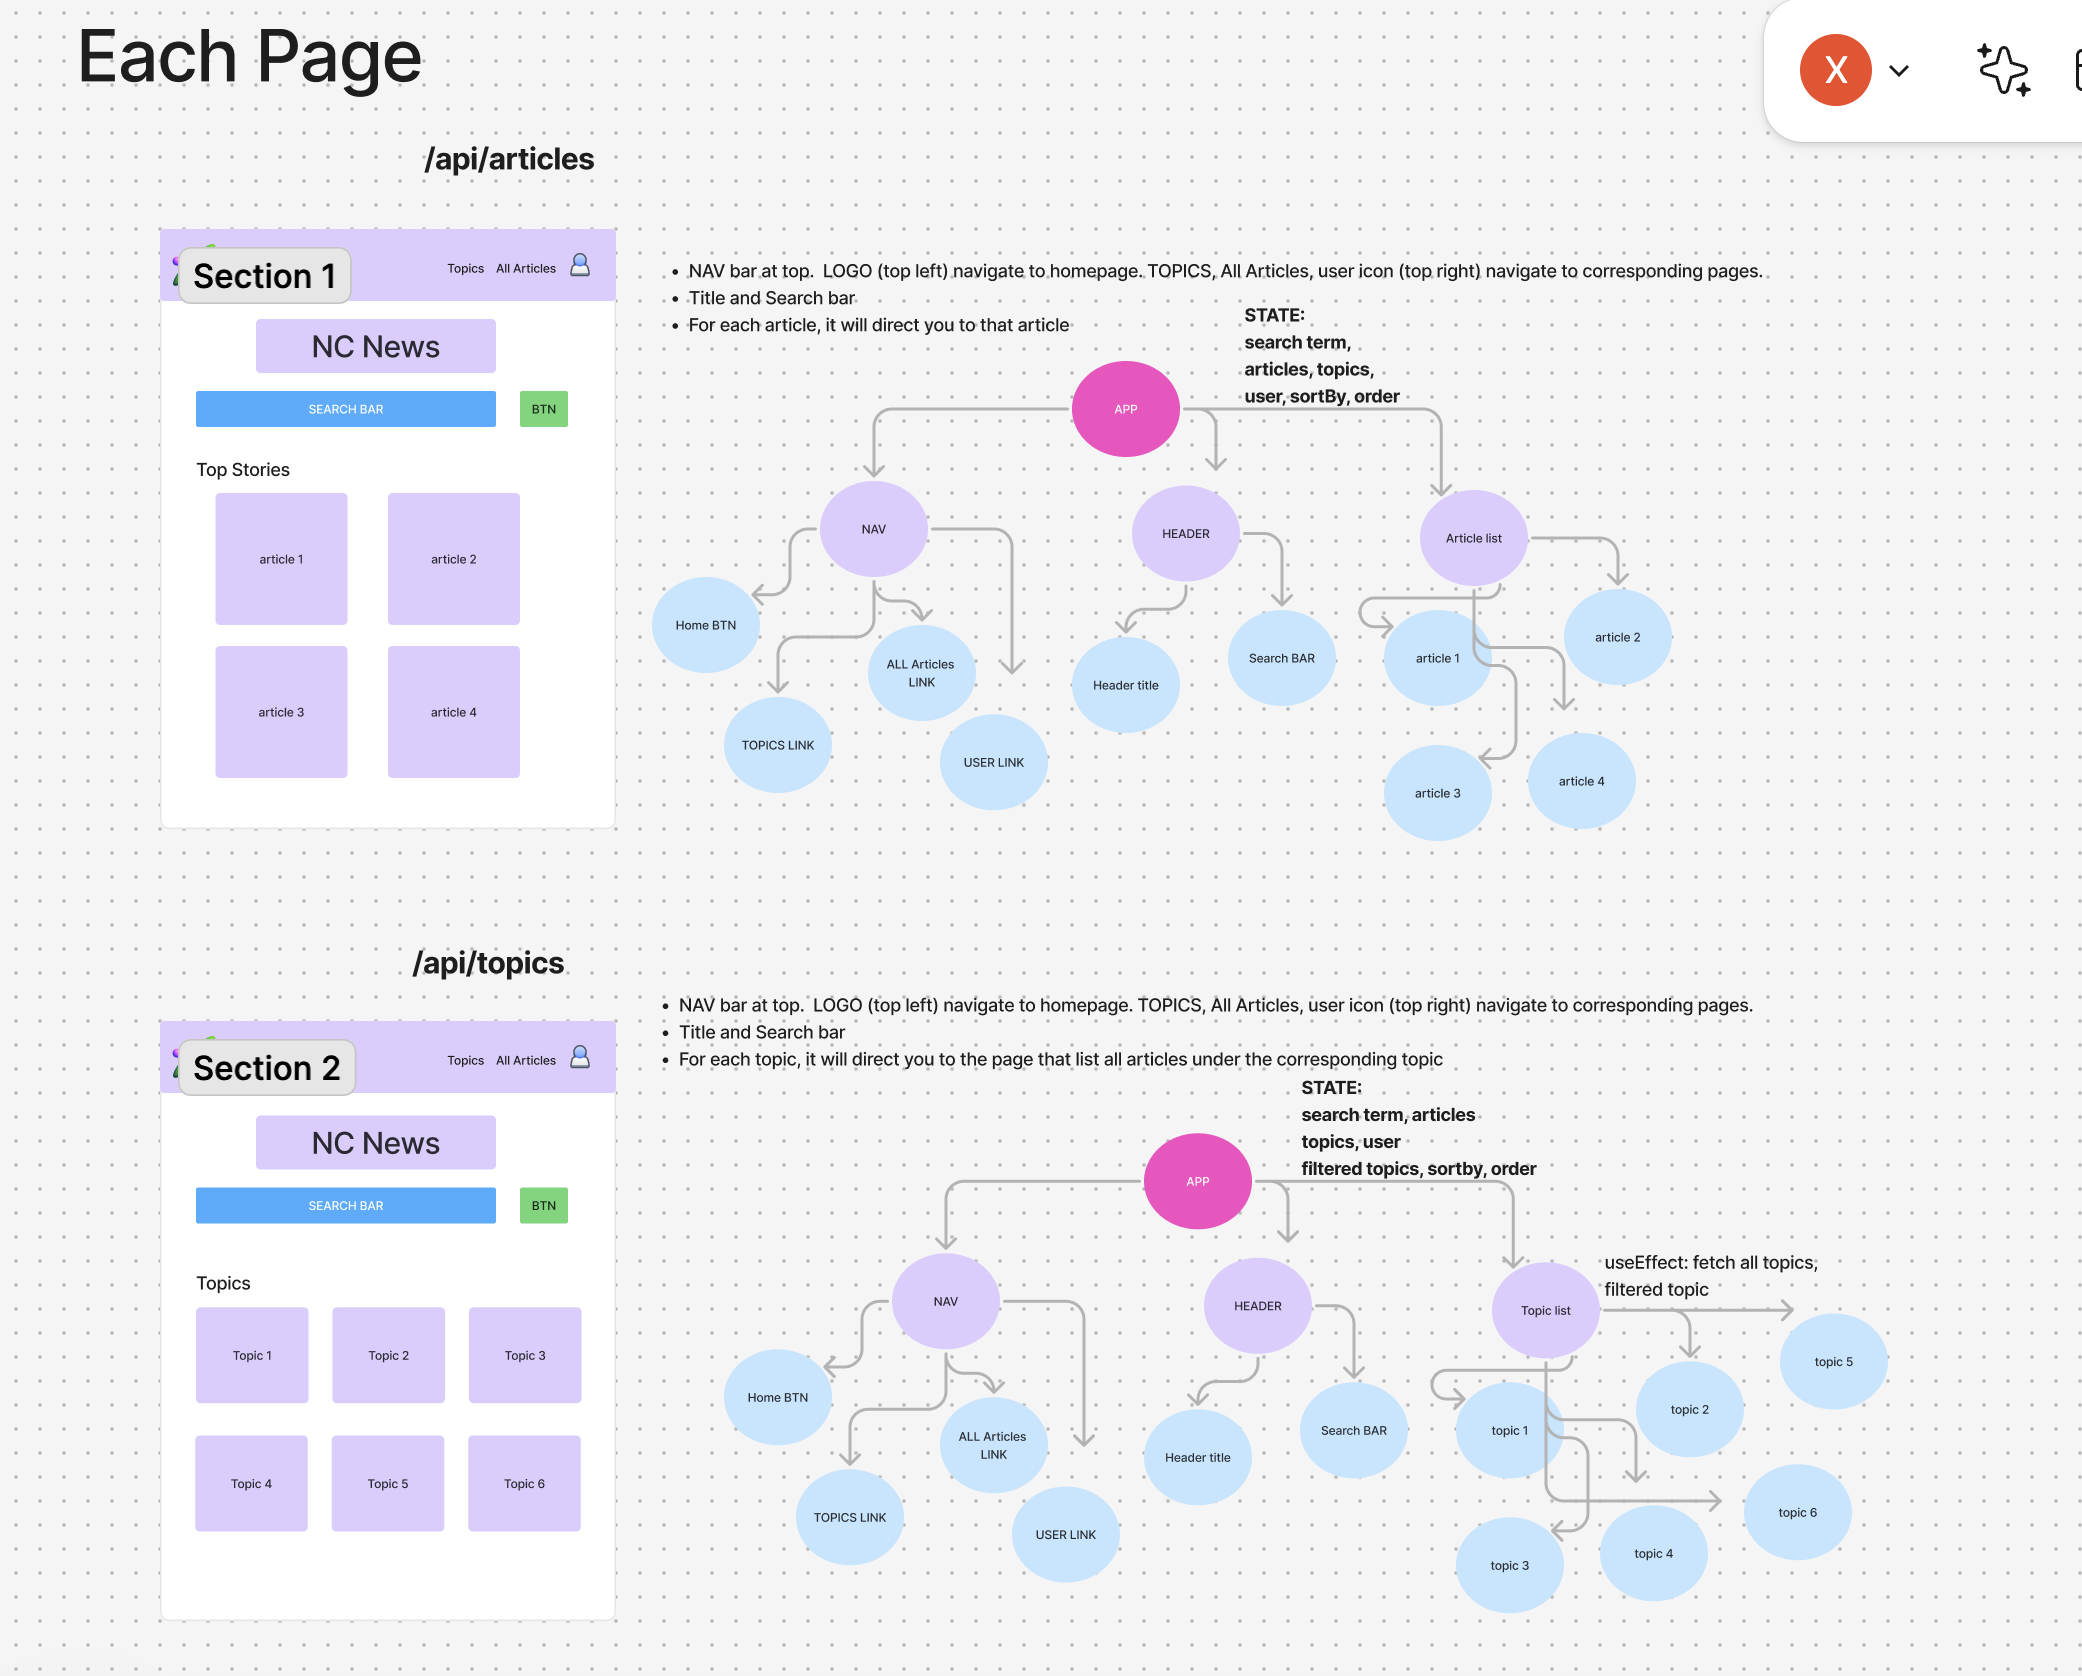 Each Page
X
/api/articles
Section 1
Topics All Articles
NC News
SEARCH BAR BTN
Top Stories
article 1 article 2
article 3 article 4
• NAV bar at top.  LOGO (top left) navigate to homepage. TOPICS, All Articles, user icon (top right) navigate to corresponding pages.
• Title and Search bar
• For each article, it will direct you to that article
STATE:
search term,
articles, topics,
user, sortBy, order
APP
NAV
HEADER
Article list
Home BTN
TOPICS LINK
ALL Articles
LINK
USER LINK
Header title
Search BAR
article 1
article 2
article 3
article 4
/api/topics
Section 2
Topics All Articles
NC News
SEARCH BAR BTN
Topics
Topic 1 Topic 2 Topic 3
Topic 4 Topic 5 Topic 6
• NAV bar at top.  LOGO (top left) navigate to homepage. TOPICS, All Articles, user icon (top right) navigate to corresponding pages.
• Title and Search bar
• For each topic, it will direct you to the page that list all articles under the corresponding topic
STATE:
search term, articles
topics, user
filtered topics, sortby, order
APP
NAV
HEADER
Topic list
useEffect: fetch all topics,
filtered topic
Home BTN
TOPICS LINK
ALL Articles
LINK
USER LINK
Header title
Search BAR
topic 1
topic 2
topic 5
topic 3
topic 4
topic 6